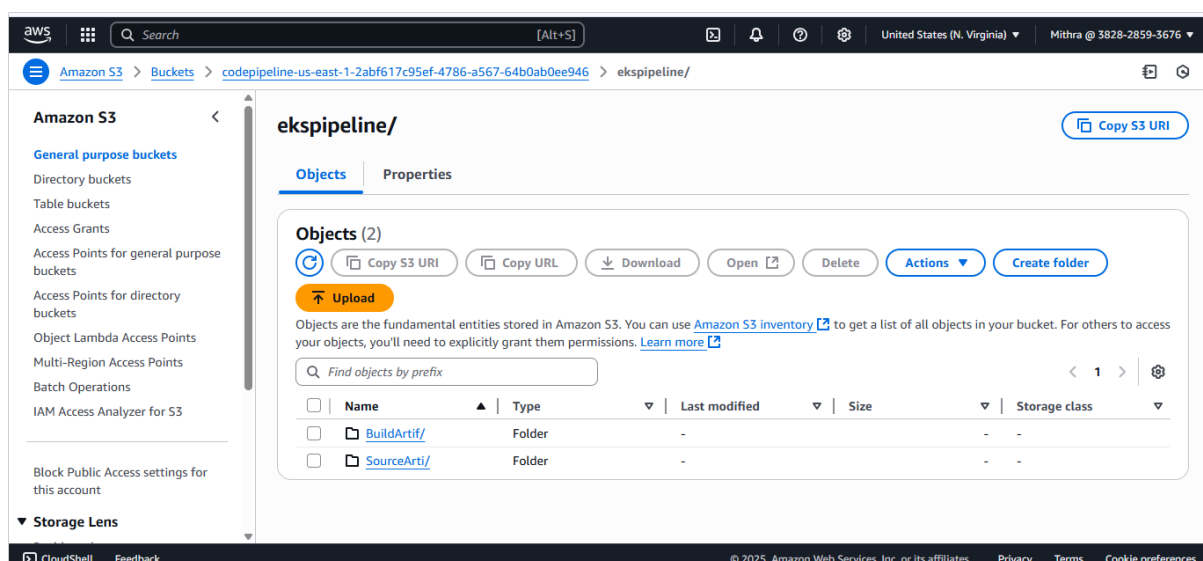 aws
Search [Alt+S] United States (N. Virginia) ▼ Mithra @ 3828-2859-3676 ▼
Amazon S3 > Buckets > codepipeline-us-east-1-2abf617c95ef-4786-a567-64b0ab0ee946 > ekspipeline/
Amazon S3
General purpose buckets
Directory buckets
Table buckets
Access Grants
Access Points for general purpose
buckets
Access Points for directory
buckets
Object Lambda Access Points
Multi-Region Access Points
Batch Operations
IAM Access Analyzer for S3
Block Public Access settings for
this account
Storage Lens
ekspipeline/
Copy S3 URI
Objects Properties
Objects (2)
Copy S3 URI Copy URL Download Open Delete Actions Create folder
Upload
Objects are the fundamental entities stored in Amazon S3. You can use Amazon S3 inventory to get a list of all objects in your bucket. For others to access
your objects, you'll need to explicitly grant them permissions. Learn more
Find objects by prefix
< 1 >
Name Type Last modified Size Storage class
BuildArtif/ Folder - - -
SourceArti/ Folder - - -
CloudShell Feedback © 2025, Amazon Web Services, Inc. or its affiliates. Privacy Terms Cookie preferences